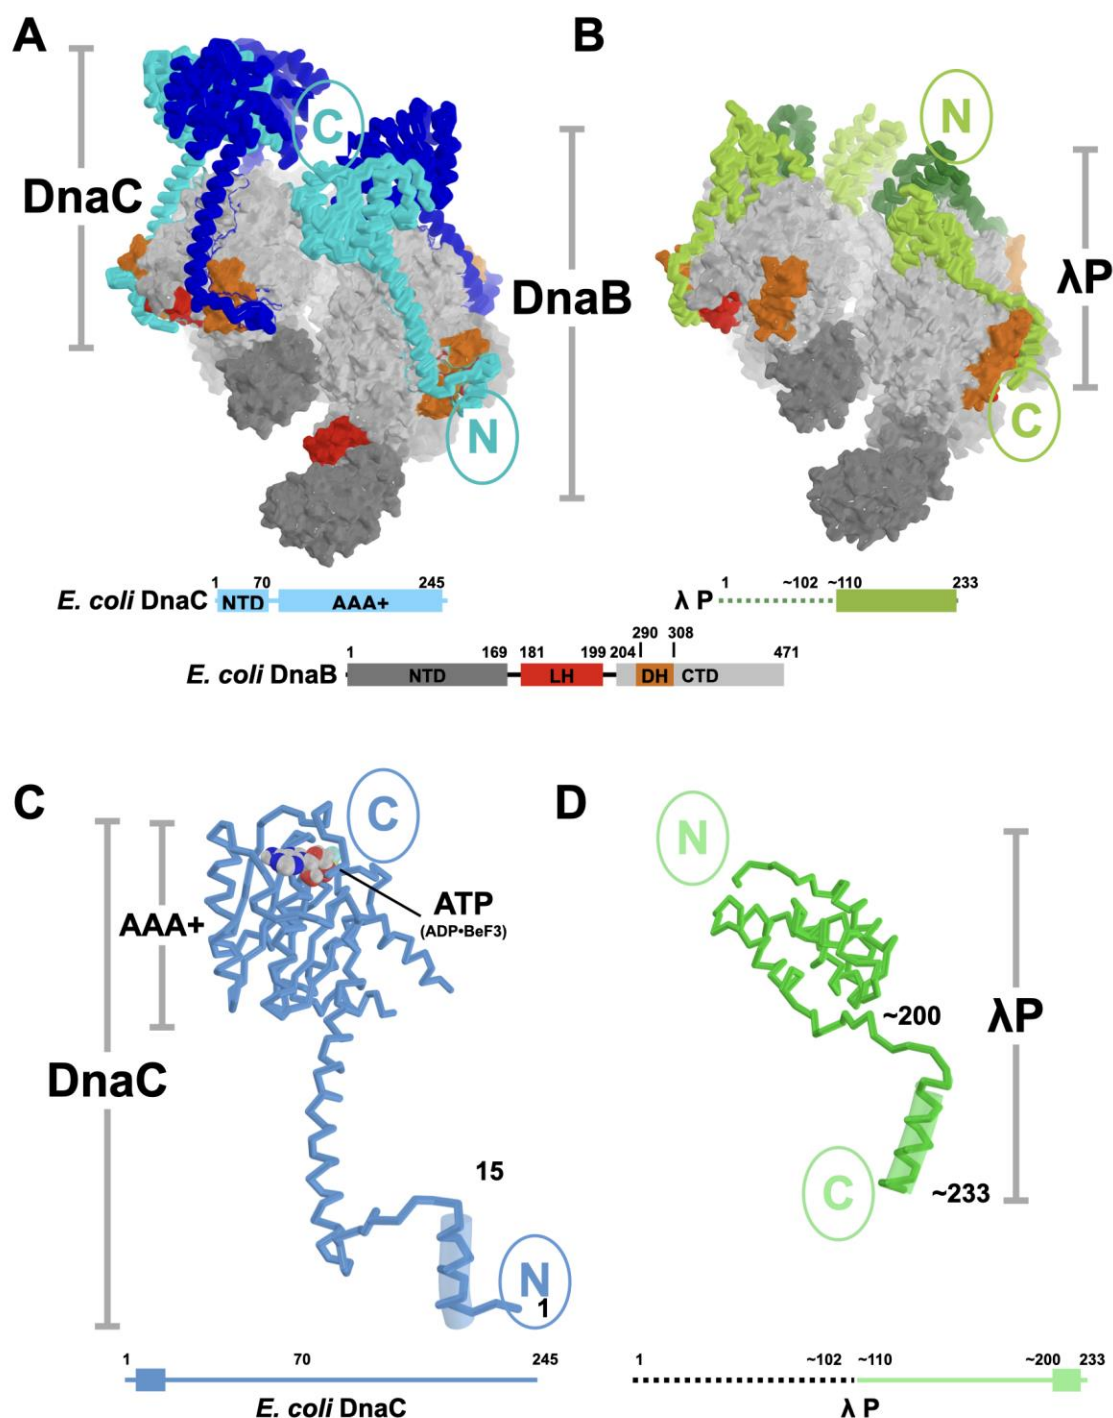 A
B
C
N
DnaC
DnaB
λP
N
C
1 70 245
E. coli DnaC NTD AAA+
1 ~102 ~110 233
λ P
290 308
1 169 181 199 204 471
E. coli DnaB NTD LH DH CTD
C
D
C
N
AAA+
ATP
(ADP•BeF3)
~200
λP
DnaC
15
C
~233
N
1
1 70 245
E. coli DnaC
1 ~102 ~110 ~200 233
λ P